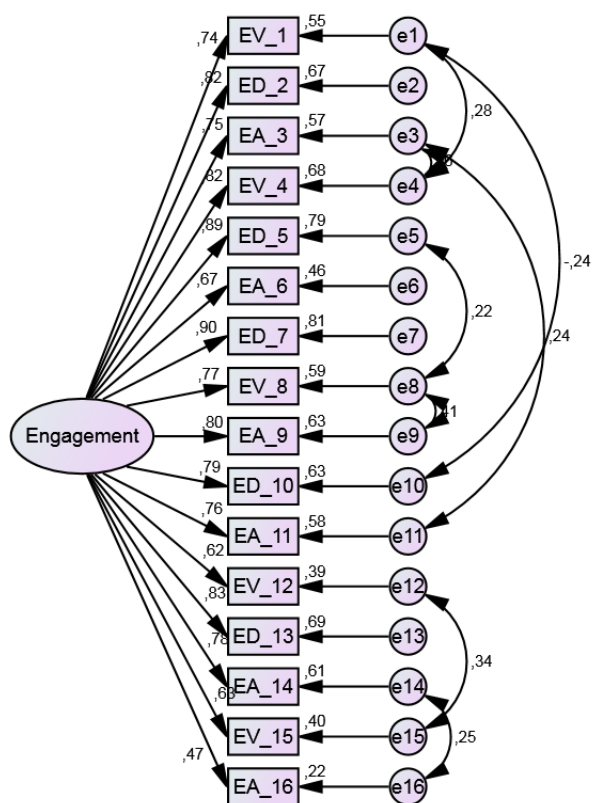 ,74 EV_1 ,55 e1
,82 ED_2 ,67 e2
,75 EA_3 ,57 e3
,28
,82 EV_4 ,68 e4
,89 ED_5 ,79 e5
-,24
,67 EA_6 ,46 e6
,22
,90 ED_7 ,81 e7
,24
,77 EV_8 ,59 e8
,41
Engagement ,80 EA_9 ,63 e9
,79 ED_10 ,63 e10
,76 EA_11 ,58 e11
,62 EV_12 ,39 e12
,83 ED_13 ,69 e13
,34
,78 EA_14 ,61 e14
,63 EV_15 ,40 e15
,25
,47 EA_16 ,22 e16